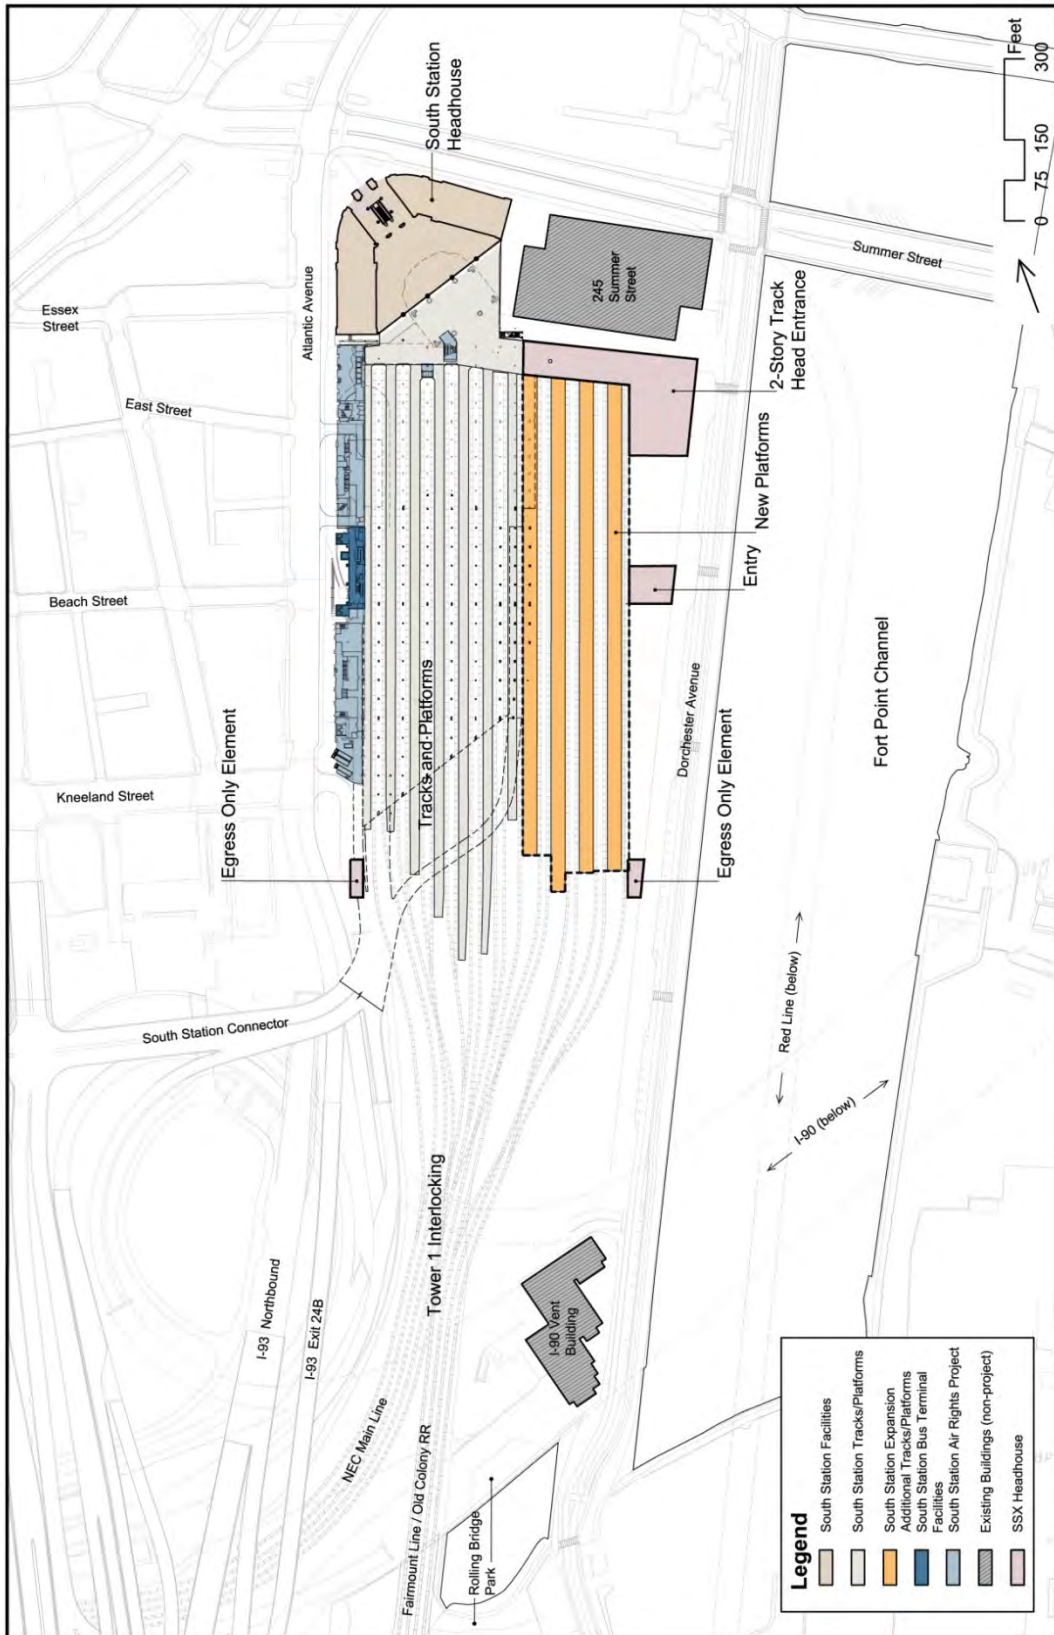 Essex
Street
Atlantic Avenue
South Station
Headhouse
East Street
Beach Street
Kneeland Street
Summer Street
245
Summer
Street
2-Story Track
Head Entrance
New Platforms
Entry
Tracks and Platforms
Egress Only Element
Egress Only Element
Dorchester Avenue
Fort Point Channel
South Station Connector
Red Line (below)
I-90 (below)
Tower 1 Interlocking
I-93 Northbound
I-93 Exit 24B
I-90 Vent
Building
NEC Main Line
Fairmount Line / Old Colony RR
Rolling Bridge
Park
Feet
0 75 150 300
Legend
South Station Facilities
South Station Tracks/Platforms
South Station Expansion
Additional Tracks/Platforms
South Station Bus Terminal
Facilities
South Station Air Rights Project
Existing Buildings (non-project)
SSX Headhouse